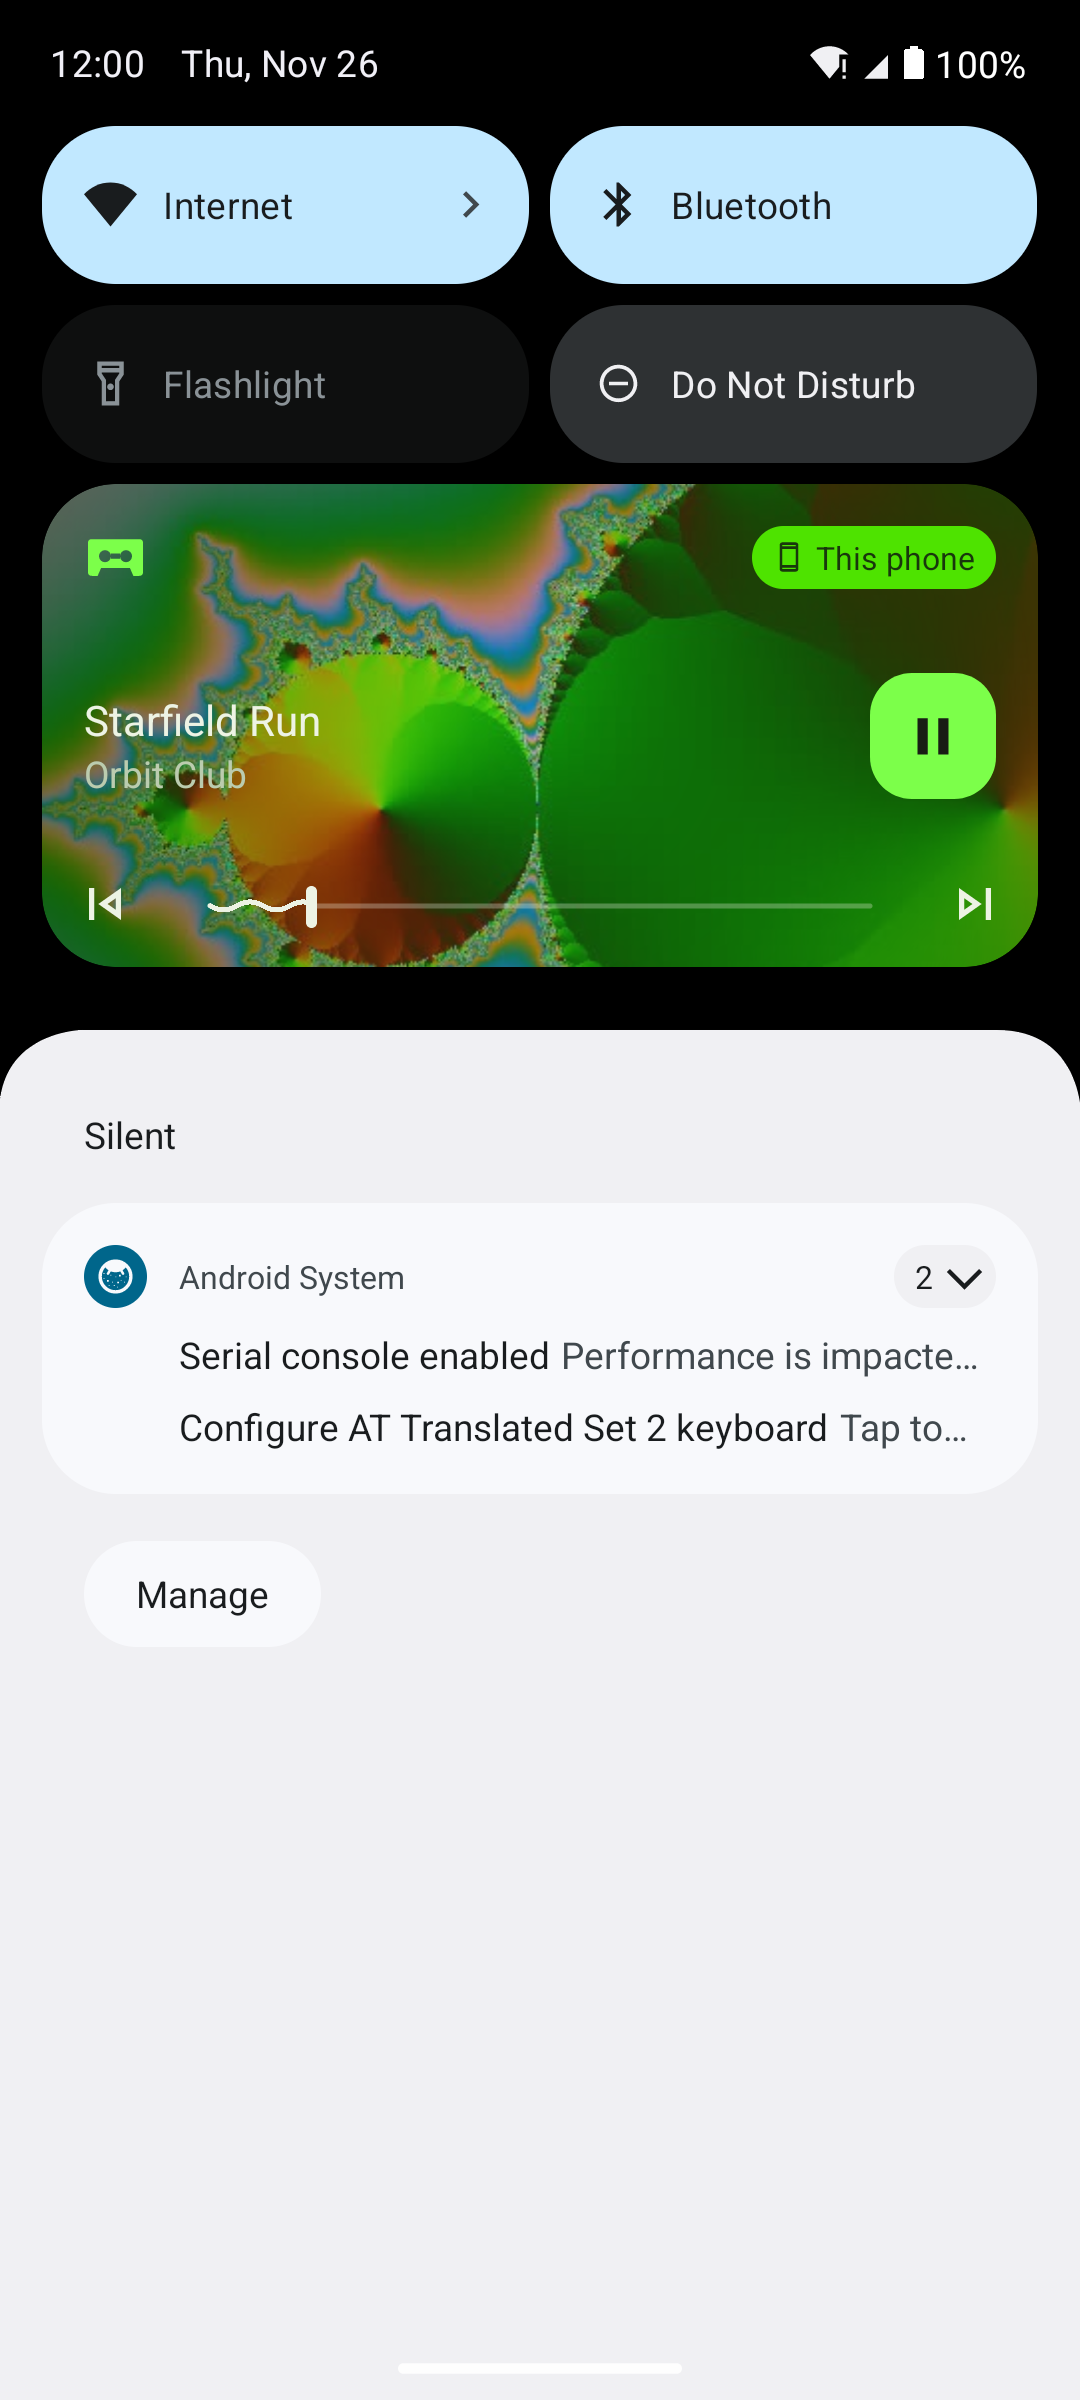 12:00 Thu, Nov 26 100%
Internet
Bluetooth
Flashlight
Do Not Disturb
This phone
Starfield Run
Orbit Club
Silent
Android System 2
Serial console enabled Performance is impacte...
Configure AT Translated Set 2 keyboard Tap to...
Manage